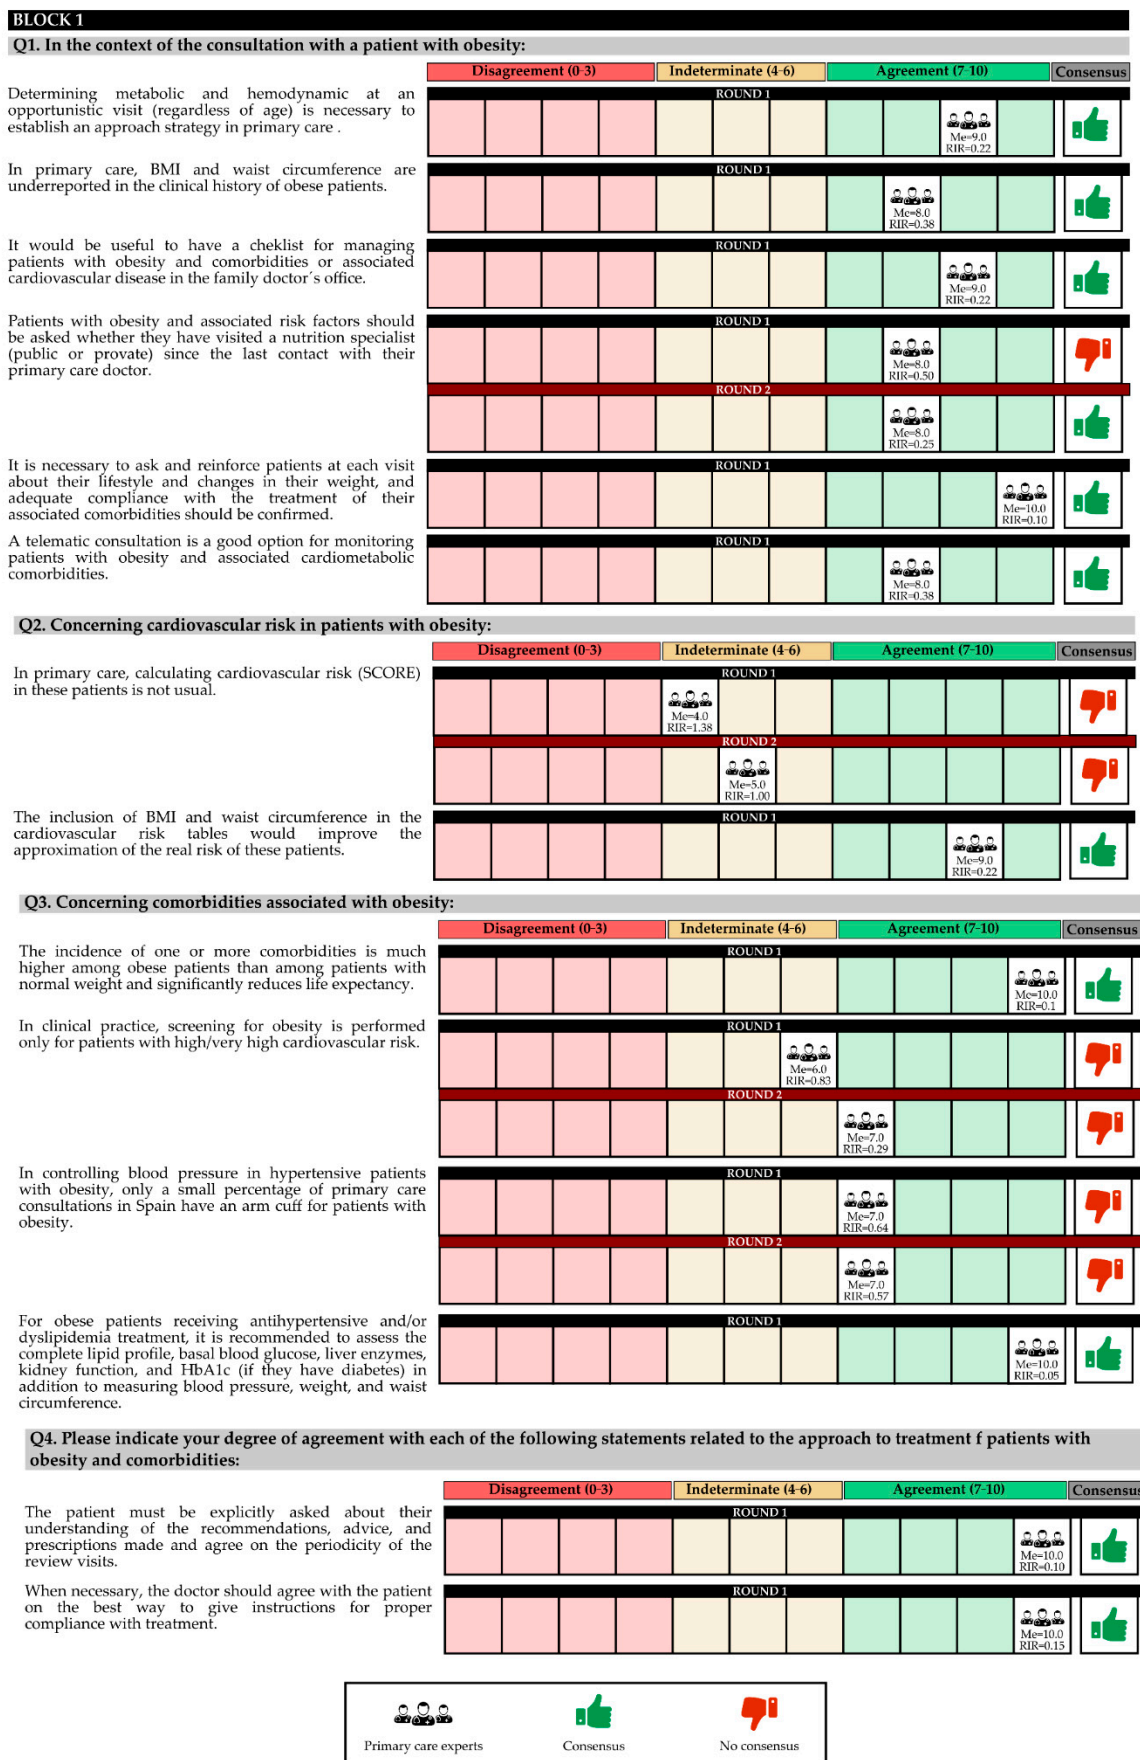 BLOCK 1
Q1. In the context of the consultation with a patient with obesity:
Disagreement (0-3) Indeterminate (4-6) Agreement (7-10) Consensus
Determining metabolic and hemodynamic at an
opportunistic visit (regardless of age) is necessary to
establish an approach strategy in primary care .
ROUND 1
Me=9.0
RIR=0.22
In primary care, BMI and waist circumference are
underreported in the clinical history of obese patients.
ROUND 1
Me=8.0
RIR=0.38
It would be useful to have a cheklist for managing
patients with obesity and comorbidities or associated
cardiovascular disease in the family doctor´s office.
ROUND 1
Me=9.0
RIR=0.22
Patients with obesity and associated risk factors should
be asked whether they have visited a nutrition specialist
(public or provate) since the last contact with their
primary care doctor.
ROUND 1
Me=8.0
RIR=0.50
ROUND 2
Me=8.0
RIR=0.25
It is necessary to ask and reinforce patients at each visit
about their lifestyle and changes in their weight, and
adequate compliance with the treatment of their
associated comorbidities should be confirmed.
ROUND 1
Me=10.0
RIR=0.10
A telematic consultation is a good option for monitoring
patients with obesity and associated cardiometabolic
comorbidities.
ROUND 1
Me=8.0
RIR=0.38
Q2. Concerning cardiovascular risk in patients with obesity:
Disagreement (0-3) Indeterminate (4-6) Agreement (7-10) Consensus
In primary care, calculating cardiovascular risk (SCORE)
in these patients is not usual.
ROUND 1
Me=4.0
RIR=1.38
ROUND 2
Me=5.0
RIR=1.00
The inclusion of BMI and waist circumference in the
cardiovascular risk tables would improve the
approximation of the real risk of these patients.
ROUND 1
Me=9.0
RIR=0.22
Q3. Concerning comorbidities associated with obesity:
Disagreement (0-3) Indeterminate (4-6) Agreement (7-10) Consensus
The incidence of one or more comorbidities is much
higher among obese patients than among patients with
normal weight and significantly reduces life expectancy.
ROUND 1
Me=10.0
RIR=0.1
In clinical practice, screening for obesity is performed
only for patients with high/very high cardiovascular risk.
ROUND 1
Me=6.0
RIR=0.83
ROUND 2
Me=7.0
RIR=0.29
In controlling blood pressure in hypertensive patients
with obesity, only a small percentage of primary care
consultations in Spain have an arm cuff for patients with
obesity.
ROUND 1
Me=7.0
RIR=0.64
ROUND 2
Me=7.0
RIR=0.57
For obese patients receiving antihypertensive and/or
dyslipidemia treatment, it is recommended to assess the
complete lipid profile, basal blood glucose, liver enzymes,
kidney function, and HbA1c (if they have diabetes) in
addition to measuring blood pressure, weight, and waist
circumference.
ROUND 1
Me=10.0
RIR=0.05
Q4. Please indicate your degree of agreement with each of the following statements related to the approach to treatment f patients with
obesity and comorbidities:
Disagreement (0-3) Indeterminate (4-6) Agreement (7-10) Consensus
The patient must be explicitly asked about their
understanding of the recommendations, advice, and
prescriptions made and agree on the periodicity of the
review visits.
ROUND 1
Me=10.0
RIR=0.10
When necessary, the doctor should agree with the patient
on the best way to give instructions for proper
compliance with treatment.
ROUND 1
Me=10.0
RIR=0.15
Primary care experts Consensus No consensus